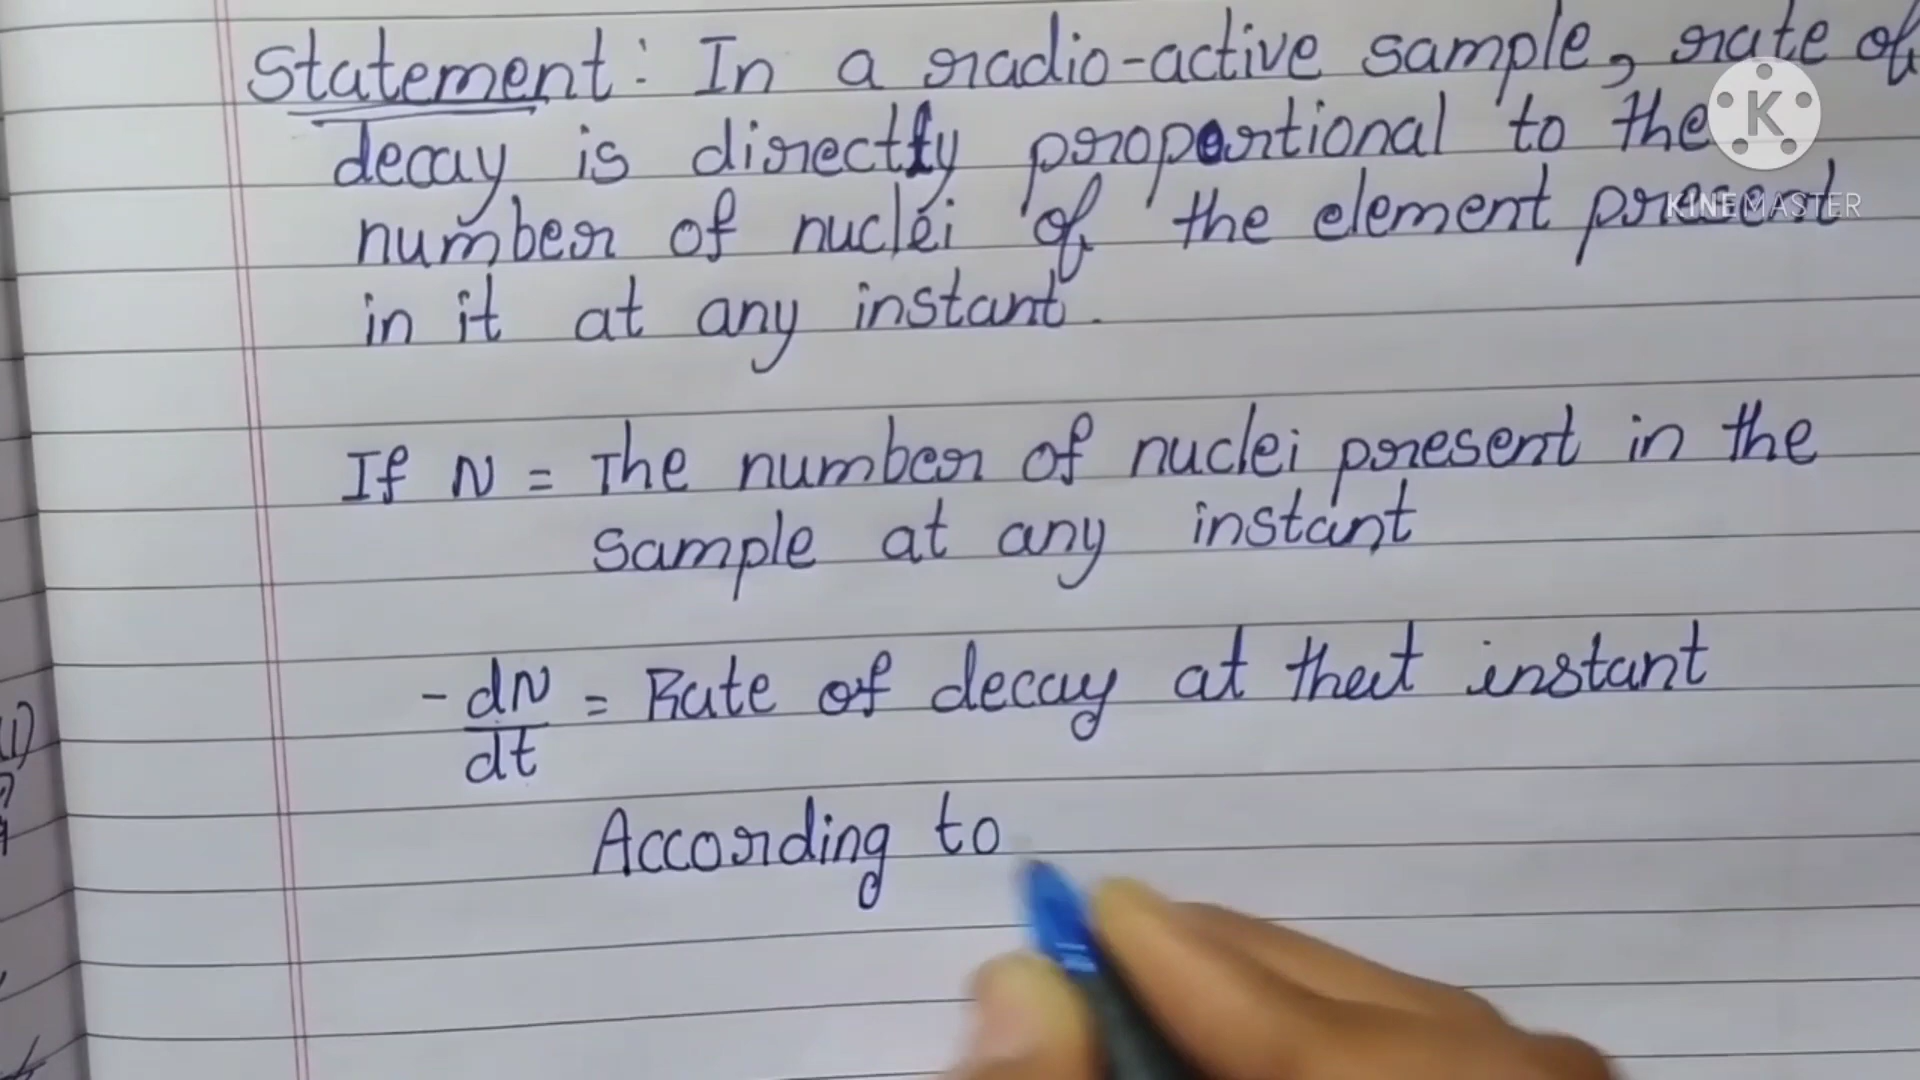 Statement: In a radio-active sample, rate of
decay is directly proportional to the
number of nuclei of the element present
in it at any instant.
If N = The number of nuclei present in the
sample at any instant
-dN/dt = Rate of decay at that instant
According to
K
KINEMASTER
(1)